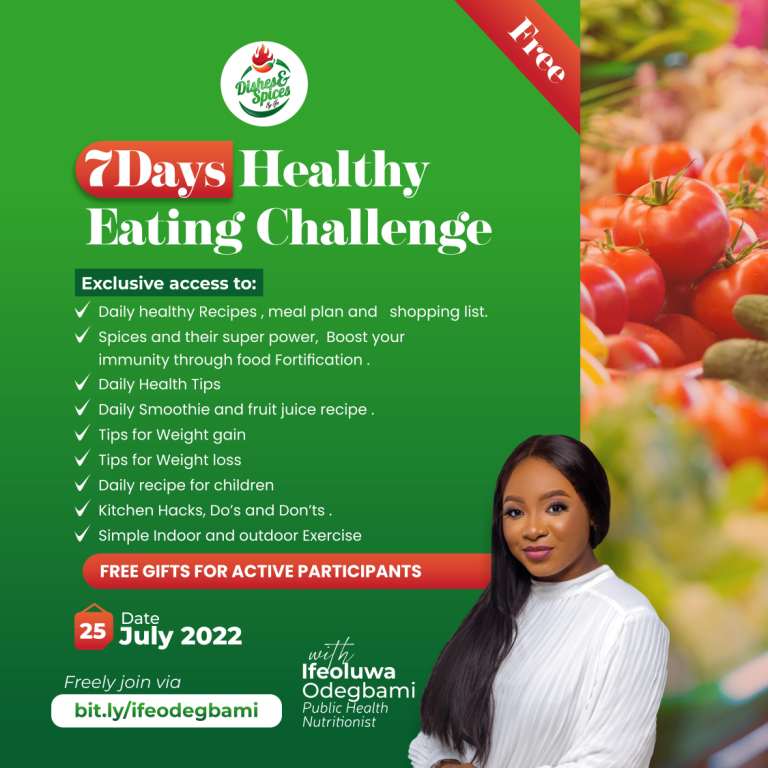 Free
Dishes&
Spices
By Ife
7Days Healthy
Eating Challenge
Exclusive access to:
Daily healthy Recipes , meal plan and shopping list.
Spices and their super power, Boost your
immunity through food Fortification .
Daily Health Tips
Daily Smoothie and fruit juice recipe .
Tips for Weight gain
Tips for Weight loss
Daily recipe for children
Kitchen Hacks, Do's and Don'ts .
Simple Indoor and outdoor Exercise
FREE GIFTS FOR ACTIVE PARTICIPANTS
25
Date
July 2022
Freely join via
bit.ly/ifeodegbami
with
Ifeoluwa
Odegbami
Public Health
Nutritionist